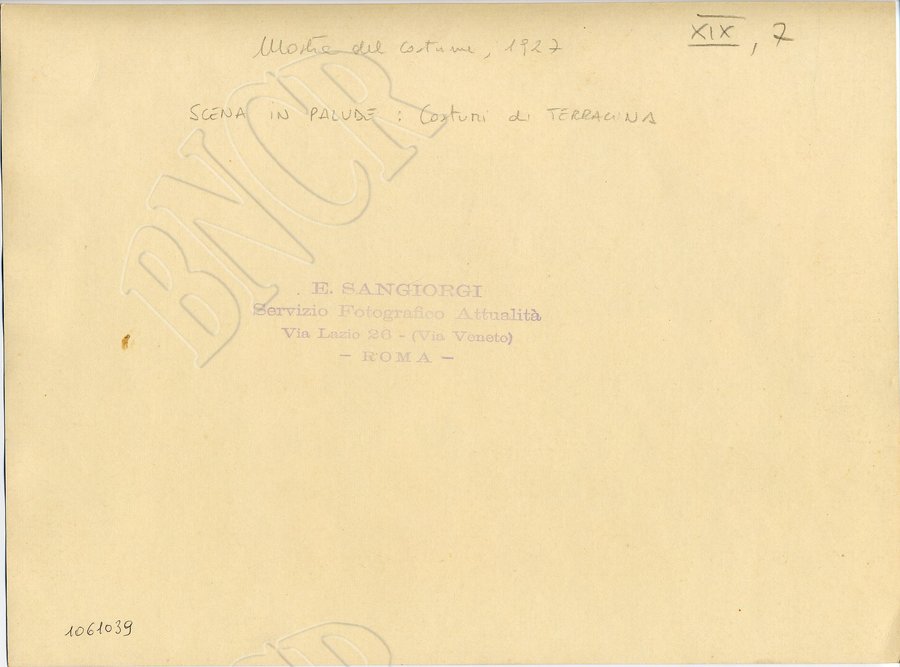 Mostra del costume, 1927
XIX, 7
SCENA IN PALUDE : Costumi di TERRACINA
BNCR
E. SANGIORGI
Servizio Fotografico Attualità
Via Lazio 26 - (Via Veneto)
- ROMA -
1061039
BNCR